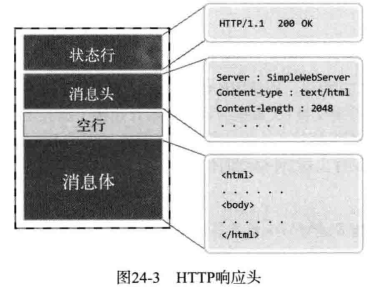 状态行
HTTP/1.1 200 OK
消息头
Server : SimpleWebServer
Content-type : text/html
Content-length : 2048
. . . . . .
空行
消息体
<html>
. . . . . .
<body>
. . . . . .
</html>
图24-3 HTTP响应头